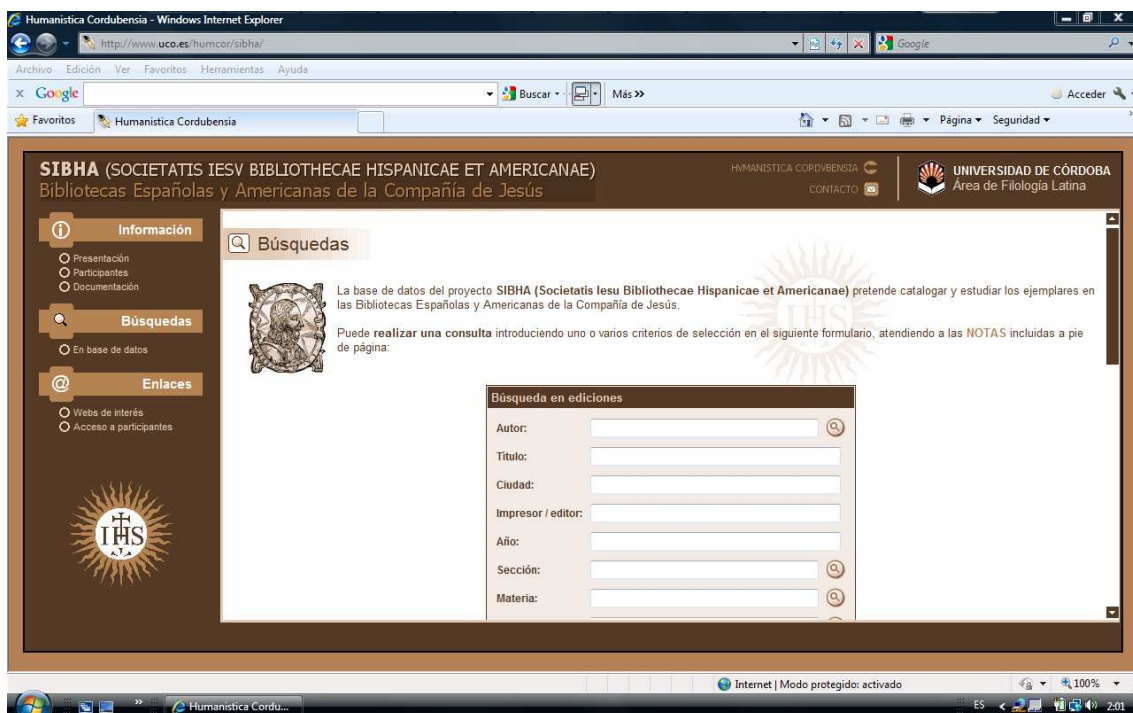 Humanistica Cordubensia - Windows Internet Explorer
http://www.uco.es/humcor/sibha/
Google
Archivo Edición Ver Favoritos Herramientas Ayuda
x Google
Buscar
Más >>
Acceder
Favoritos
Humanistica Cordubensia
Página
Seguridad
SIBHA (SOCIETATIS IESV BIBLIOTHECAE HISPANICAE ET AMERICANAE)
Bibliotecas Españolas y Americanas de la Compañía de Jesús
HVMANISTICA CORDVBENSIA
CONTACTO
UNIVERSIDAD DE CÓRDOBA
Área de Filología Latina
Información
Presentación
Participantes
Documentación
Búsquedas
En base de datos
@ Enlaces
Webs de interés
Acceso a participantes
IHS
Búsquedas
La base de datos del proyecto SIBHA (Societatis Iesu Bibliothecae Hispanicae et Americanae) pretende catalogar y estudiar los ejemplares en
las Bibliotecas Españolas y Americanas de la Compañía de Jesús.
Puede realizar una consulta introduciendo uno o varios criterios de selección en el siguiente formulario, atendiendo a las NOTAS incluidas a pie
de página:
IHS
Búsqueda en ediciones
Autor:
Título:
Ciudad:
Impresor / editor:
Año:
Sección:
Materia:
Internet | Modo protegido: activado
100%
Humanistica Cordu...
ES
2:01